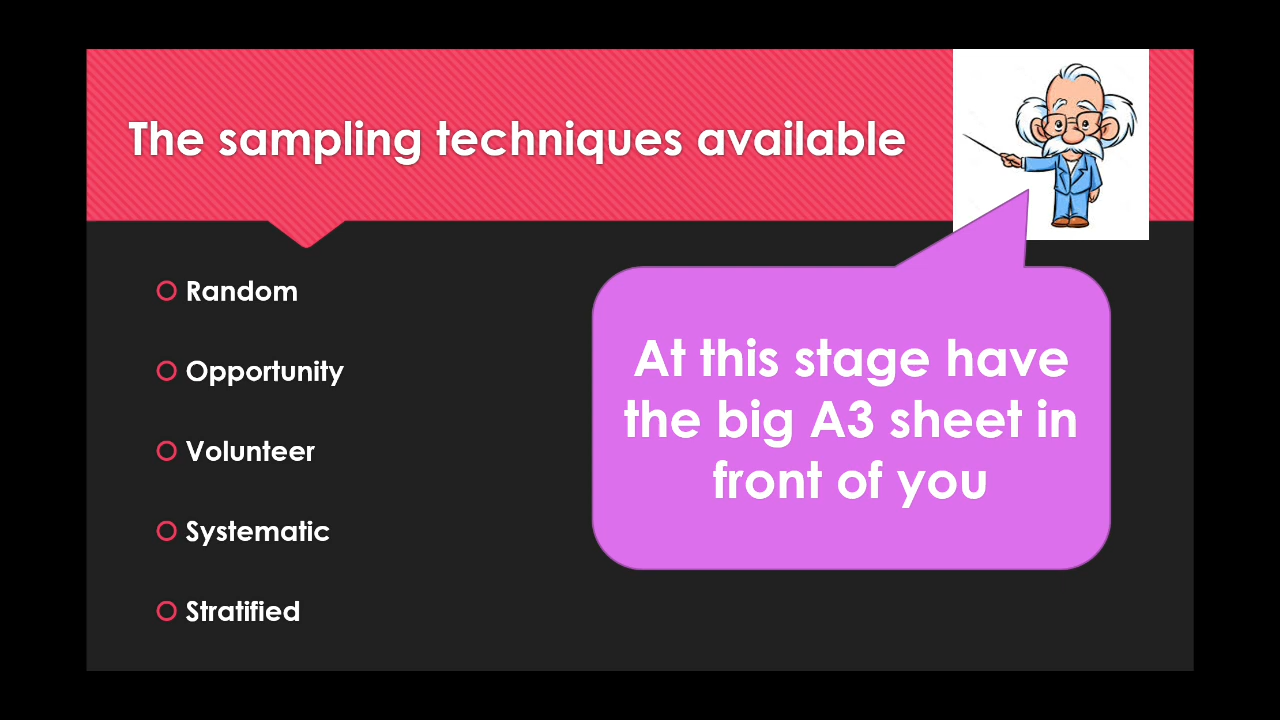 The sampling techniques available
Random
Opportunity
Volunteer
Systematic
Stratified
At this stage have
the big A3 sheet in
front of you